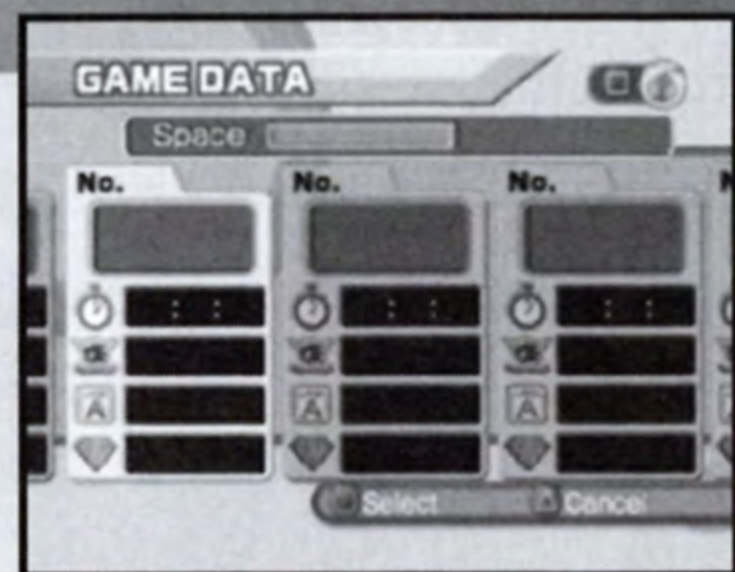 GAME DATA
Space
No. No. No.
: : : : : :
A A A
Select Cancel